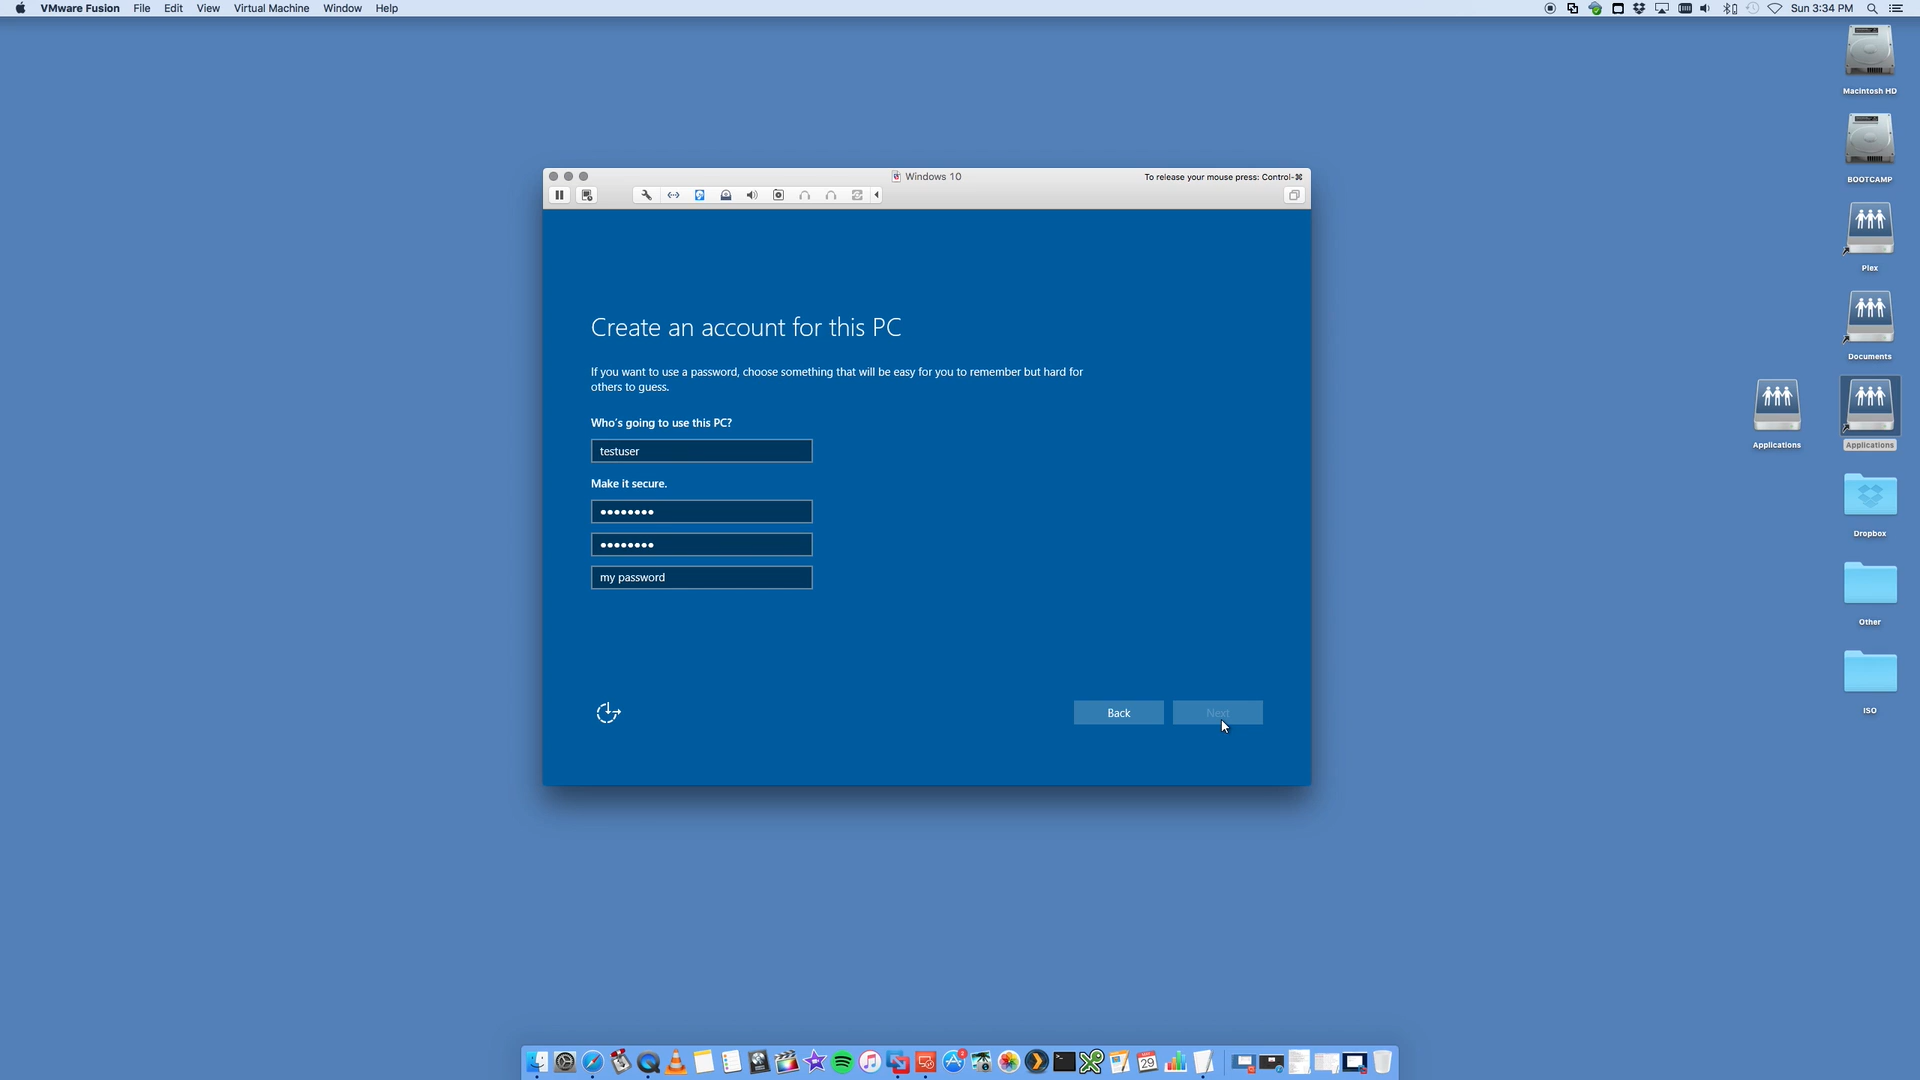 VMware Fusion File Edit View Virtual Machine Window Help
Sun 3:34 PM
Macintosh HD
BOOTCAMP
Plex
Documents
Applications
Applications
Dropbox
Other
ISO
Windows 10
To release your mouse press: Control-⌘
Create an account for this PC
If you want to use a password, choose something that will be easy for you to remember but hard for
others to guess.
Who's going to use this PC?
testuser
Make it secure.
●●●●●●●●
●●●●●●●●
my password
Back
Next
2
29